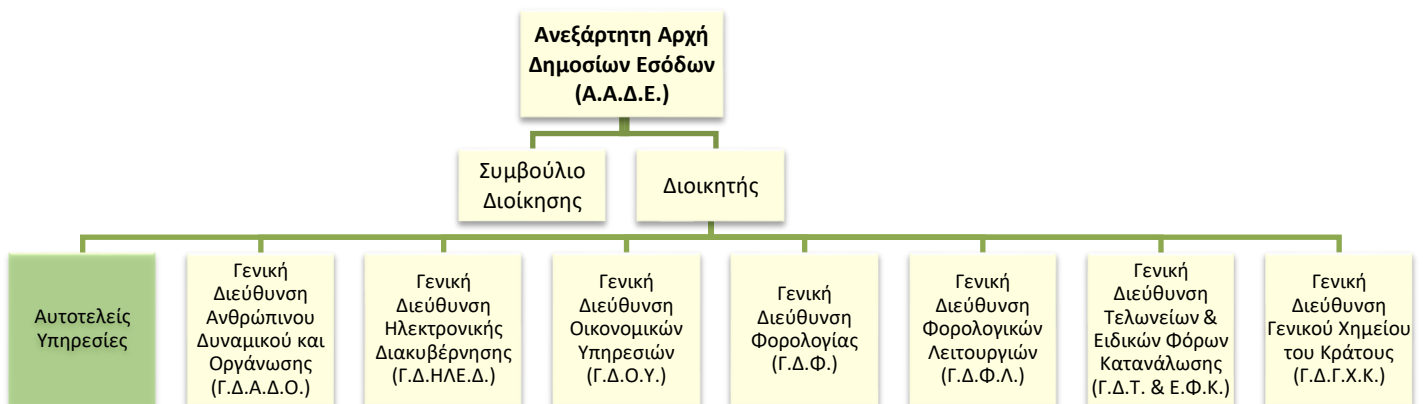 Ανεξάρτητη Αρχή
Δημοσίων Εσόδων
(Α.Α.Δ.Ε.)
Συμβούλιο
Διοίκησης
Διοικητής
Αυτοτελείς
Υπηρεσίες
Γενική
Διεύθυνση
Ανθρώπινου
Δυναμικού και
Οργάνωσης
(Γ.Δ.Α.Δ.Ο.)
Γενική
Διεύθυνση
Ηλεκτρονικής
Διακυβέρνησης
(Γ.Δ.ΗΛΕ.Δ.)
Γενική
Διεύθυνση
Οικονομικών
Υπηρεσιών
(Γ.Δ.Ο.Υ.)
Γενική
Διεύθυνση
Φορολογίας
(Γ.Δ.Φ.)
Γενική
Διεύθυνση
Φορολογικών
Λειτουργιών
(Γ.Δ.Φ.Λ.)
Γενική
Διεύθυνση
Τελωνείων &
Ειδικών Φόρων
Κατανάλωσης
(Γ.Δ.Τ. & Ε.Φ.Κ.)
Γενική
Διεύθυνση
Γενικού Χημείου
του Κράτους
(Γ.Δ.Γ.Χ.Κ.)